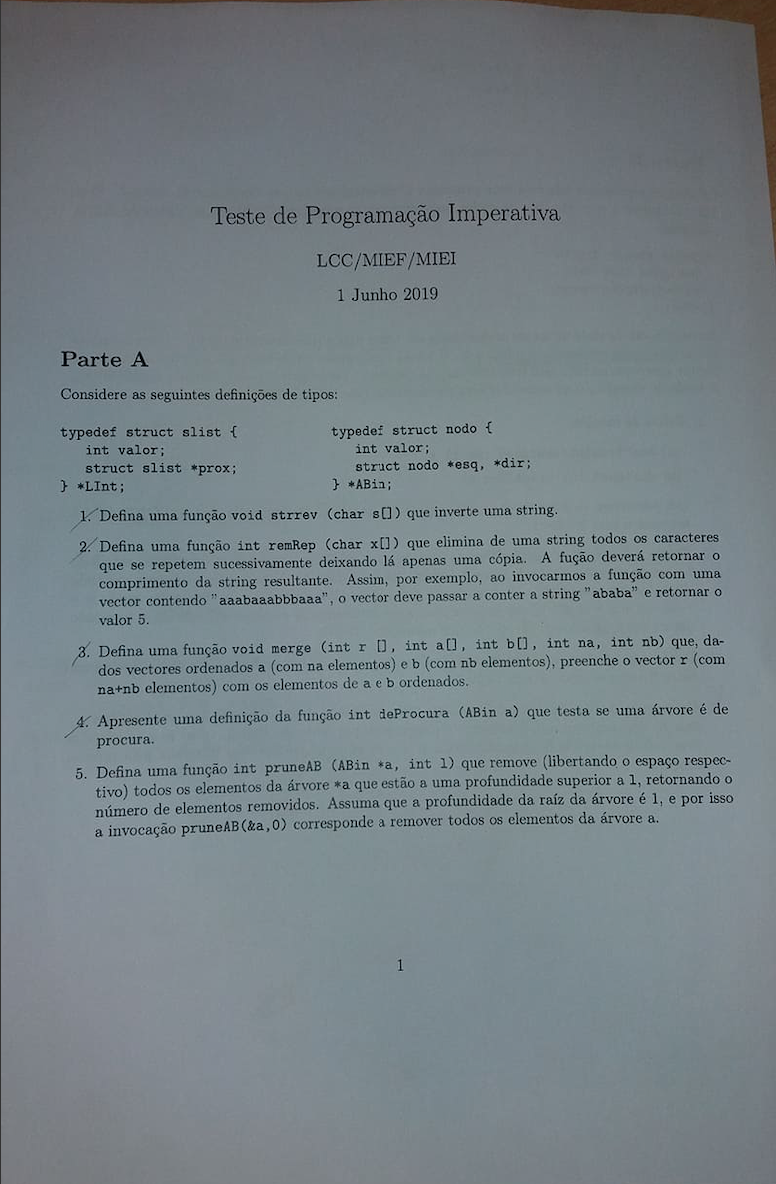 Teste de Programação Imperativa
LCC/MIEF/MIEI
1 Junho 2019
Parte A
Considere as seguintes definições de tipos:
typedef struct slist {
int valor;
struct slist *prox;
} *LInt;
typedef struct nodo {
int valor;
struct nodo *esq, *dir;
} *ABin;
1. Defina uma função void strrev (char s[]) que inverte uma string.
2. Defina uma função int remRep (char x[]) que elimina de uma string todos os caracteres
que se repetem sucessivamente deixando lá apenas uma cópia. A fução deverá retornar o
comprimento da string resultante. Assim, por exemplo, ao invocarmos a função com uma
vector contendo "aaabaaabbbaaa", o vector deve passar a conter a string "ababa" e retornar o
valor 5.
3. Defina uma função void merge (int r [], int a[], int b[], int na, int nb) que, da-
dos vectores ordenados a (com na elementos) e b (com nb elementos), preenche o vector r (com
na+nb elementos) com os elementos de a e b ordenados.
4. Apresente uma definição da função int deProcura (ABin a) que testa se uma árvore é de
procura.
5. Defina uma função int pruneAB (ABin *a, int l) que remove (libertando o espaço respec-
tivo) todos os elementos da árvore *a que estão a uma profundidade superior a l, retornando o
número de elementos removidos. Assuma que a profundidade da raíz da árvore é 1, e por isso
a invocação pruneAB(&a,0) corresponde a remover todos os elementos da árvore a.
1